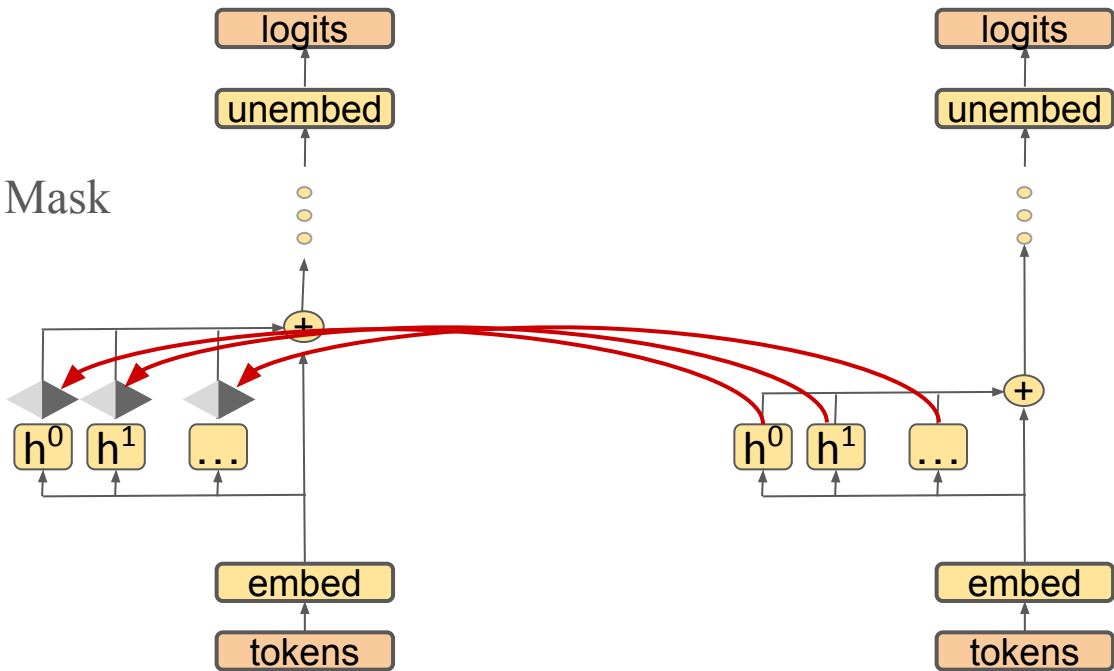 logits
logits
unembed
unembed
Mask
+
+
h⁰ h¹ ...
h⁰ h¹ ...
embed
embed
tokens
tokens